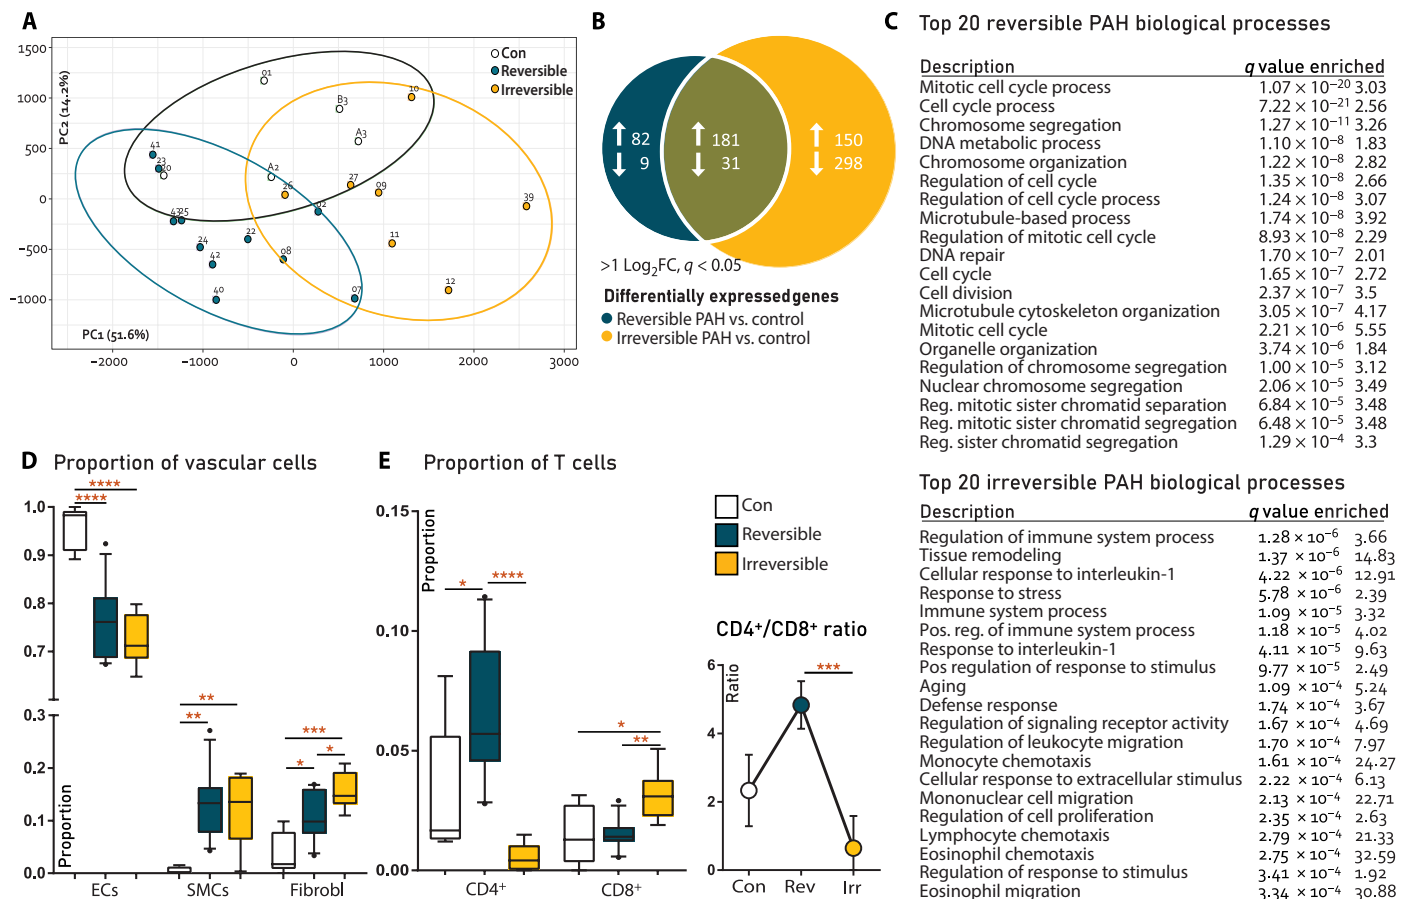 A
1500
1000
500
0
−500
−1000
PC2 (14.2%)
PC1 (51.6%)
−2000
−1000
0
1000
2000
3000
Con
Reversible
Irreversible
01
B3
A3
10
41
23
20
A2
26
27
09
39
43
25
02
24
22
42
08
11
40
07
12
B
82
9
181
31
150
298
>1 Log2FC, q < 0.05
Differentially expressed genes
Reversible PAH vs. control
Irreversible PAH vs. control
C Top 20 reversible PAH biological processes
Description q value enriched
Mitotic cell cycle process 1.07 × 10−20 3.03
Cell cycle process 7.22 × 10−21 2.56
Chromosome segregation 1.27 × 10−11 3.26
DNA metabolic process 1.10 × 10−8 1.83
Chromosome organization 1.22 × 10−8 2.82
Regulation of cell cycle 1.35 × 10−8 2.66
Regulation of cell cycle process 1.24 × 10−8 3.07
Microtubule-based process 1.74 × 10−8 3.92
Regulation of mitotic cell cycle 8.93 × 10−8 2.29
DNA repair 1.70 × 10−7 2.01
Cell cycle 1.65 × 10−7 2.72
Cell division 2.37 × 10−7 3.5
Microtubule cytoskeleton organization 3.05 × 10−7 4.17
Mitotic cell cycle 2.21 × 10−6 5.55
Organelle organization 3.74 × 10−6 1.84
Regulation of chromosome segregation 1.00 × 10−5 3.12
Nuclear chromosome segregation 2.06 × 10−5 3.49
Reg. mitotic sister chromatid separation 6.84 × 10−5 3.48
Reg. mitotic sister chromatid segregation 6.48 × 10−5 3.48
Reg. sister chromatid segregation 1.29 × 10−4 3.3
Top 20 irreversible PAH biological processes
Description q value enriched
Regulation of immune system process 1.28 × 10−6 3.66
Tissue remodeling 1.37 × 10−6 14.83
Cellular response to interleukin-1 4.22 × 10−6 12.91
Response to stress 5.78 × 10−6 2.39
Immune system process 1.09 × 10−5 3.32
Pos. reg. of immune system process 1.18 × 10−5 4.02
Response to interleukin-1 4.11 × 10−5 9.63
Pos regulation of response to stimulus 9.77 × 10−5 2.49
Aging 1.09 × 10−4 5.24
Defense response 1.74 × 10−4 3.67
Regulation of signaling receptor activity 1.67 × 10−4 4.69
Regulation of leukocyte migration 1.70 × 10−4 7.97
Monocyte chemotaxis 1.61 × 10−4 24.27
Cellular response to extracellular stimulus 2.22 × 10−4 6.13
Mononuclear cell migration 2.13 × 10−4 22.71
Regulation of cell proliferation 2.35 × 10−4 2.63
Lymphocyte chemotaxis 2.79 × 10−4 21.33
Eosinophil chemotaxis 2.75 × 10−4 32.59
Regulation of response to stimulus 3.41 × 10−4 1.92
Eosinophil migration 3.34 × 10−4 30.88
D Proportion of vascular cells
****
****
1.0
0.9
0.8
0.7
0.3
0.2
0.1
0.0
Proportion
**
**
***
*
*
ECs
SMCs
Fibrobl
E Proportion of T cells
0.15
0.10
0.05
0.00
Proportion
*
****
*
**
CD4+
CD8+
Con
Reversible
Irreversible
CD4+/CD8+ ratio
6
4
2
0
Ratio
***
Con
Rev
Irr